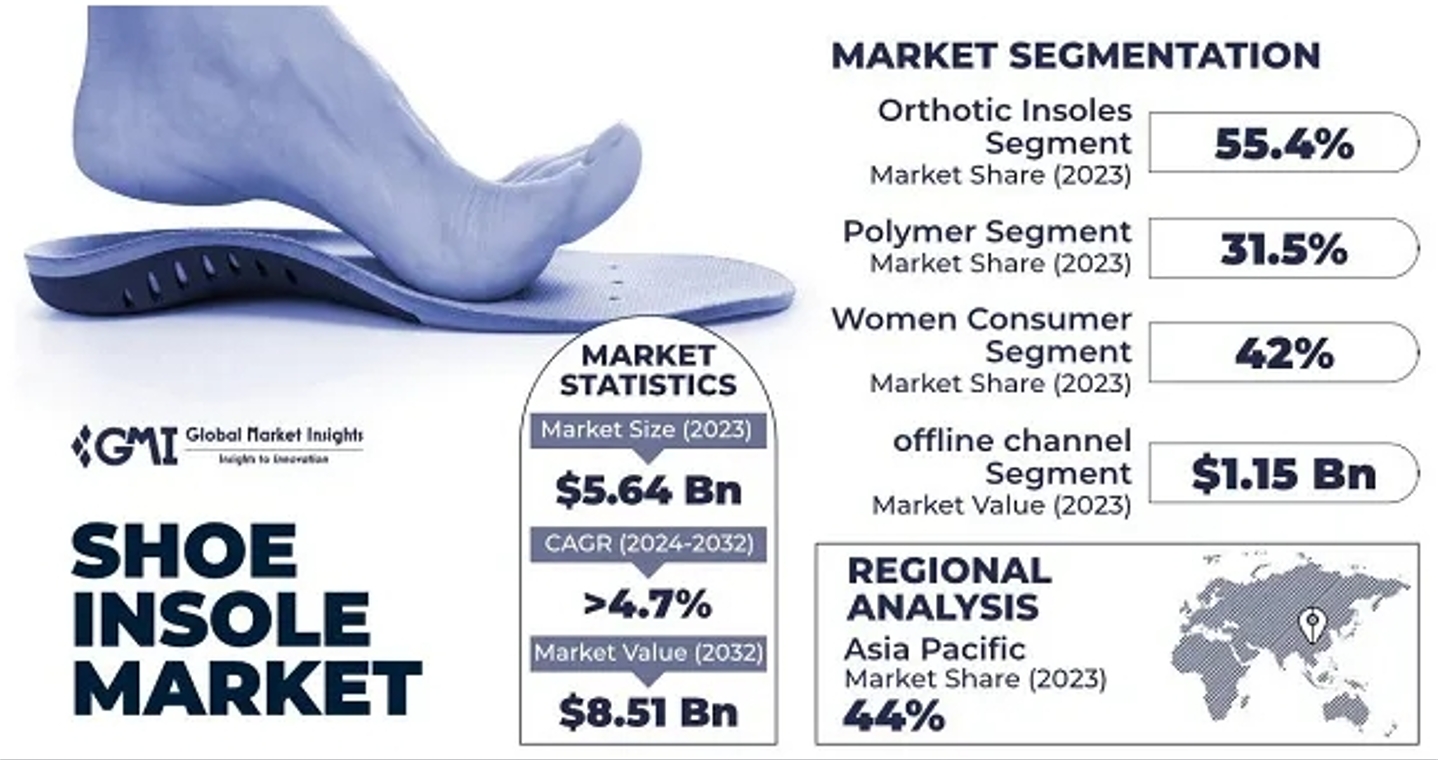 MARKET SEGMENTATION
Orthotic Insoles
Segment
Market Share (2023)
55.4%
Polymer Segment
Market Share (2023)
31.5%
Women Consumer
Segment
Market Share (2023)
42%
offline channel
Segment
Market Value (2023)
$1.15 Bn
MARKET
STATISTICS
Market Size (2023)
$5.64 Bn
CAGR (2024-2032)
>4.7%
Market Value (2032)
$8.51 Bn
GMI Global Market Insights
Insights to Innovation
SHOE
INSOLE
MARKET
REGIONAL
ANALYSIS
Asia Pacific
Market Share (2023)
44%